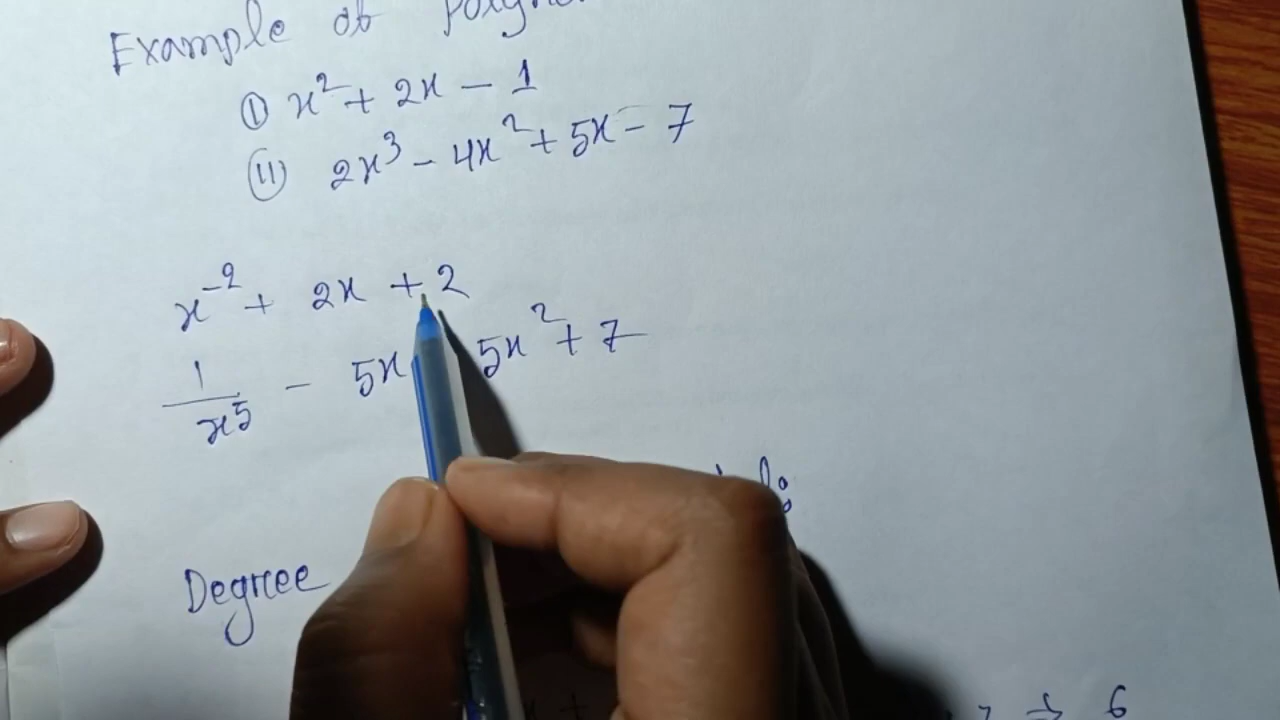 Example of
(I) x² + 2x - 1
(II) 2x³ - 4x² + 5x - 7
x⁻² + 2x + 2
1/x⁵ - 5x 5x² + 7
Degree
6